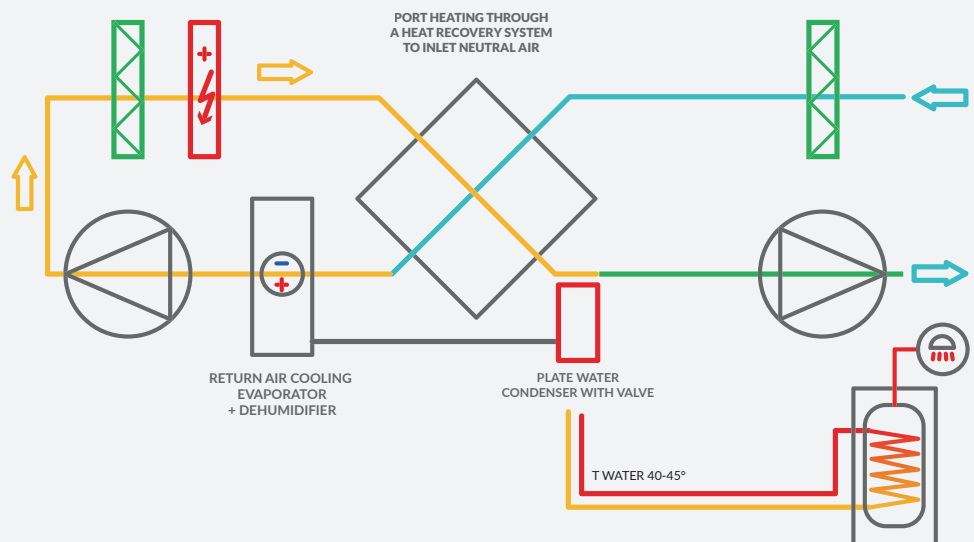 PORT HEATING THROUGH
A HEAT RECOVERY SYSTEM
TO INLET NEUTRAL AIR
RETURN AIR COOLING
EVAPORATOR
+ DEHUMIDIFIER
PLATE WATER
CONDENSER WITH VALVE
T WATER 40-45°